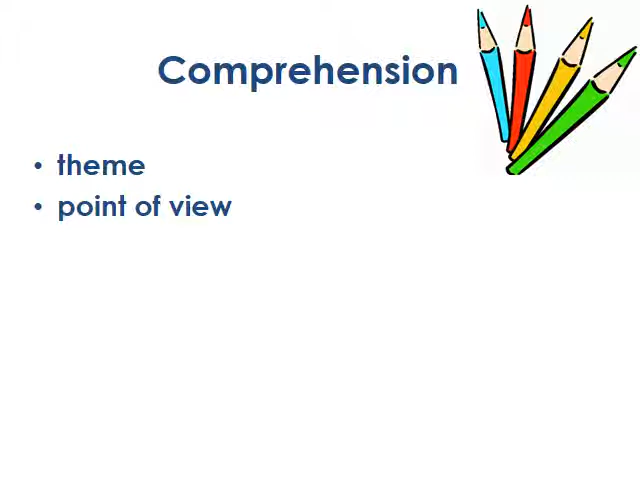 Comprehension
• theme
• point of view